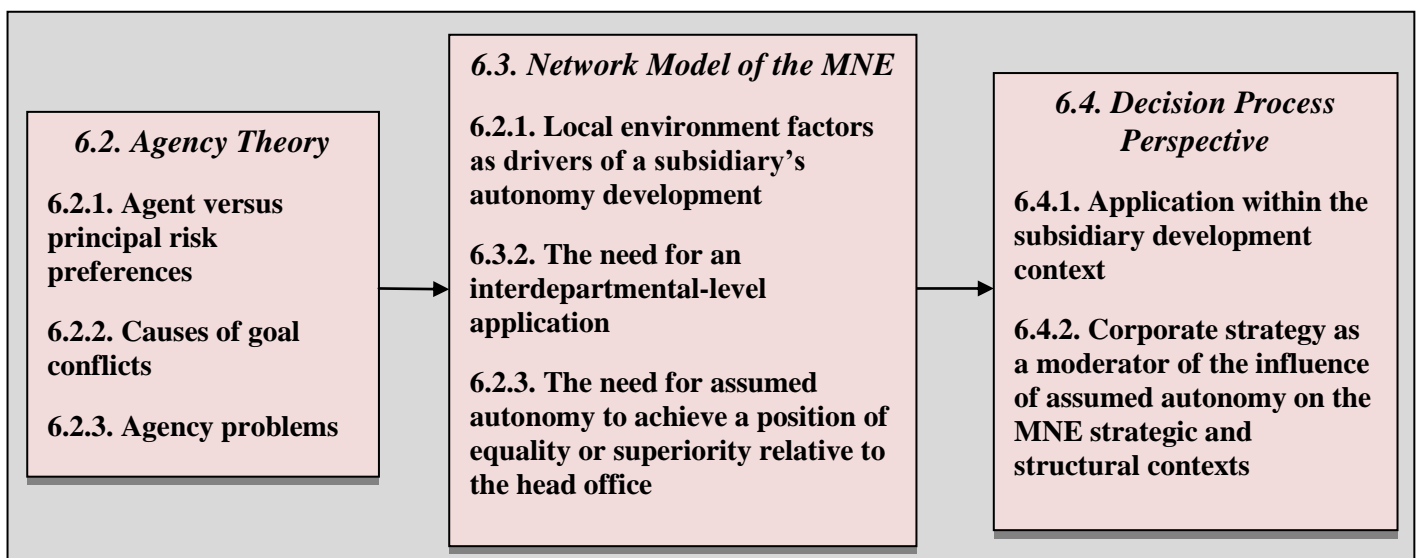 6.2. Agency Theory
6.2.1. Agent versus
principal risk
preferences
6.2.2. Causes of goal
conflicts
6.2.3. Agency problems
6.3. Network Model of the MNE
6.2.1. Local environment factors
as drivers of a subsidiary’s
autonomy development
6.3.2. The need for an
interdepartmental-level
application
6.2.3. The need for assumed
autonomy to achieve a position of
equality or superiority relative to
the head office
6.4. Decision Process
Perspective
6.4.1. Application within the
subsidiary development
context
6.4.2. Corporate strategy as
a moderator of the influence
of assumed autonomy on the
MNE strategic and
structural contexts